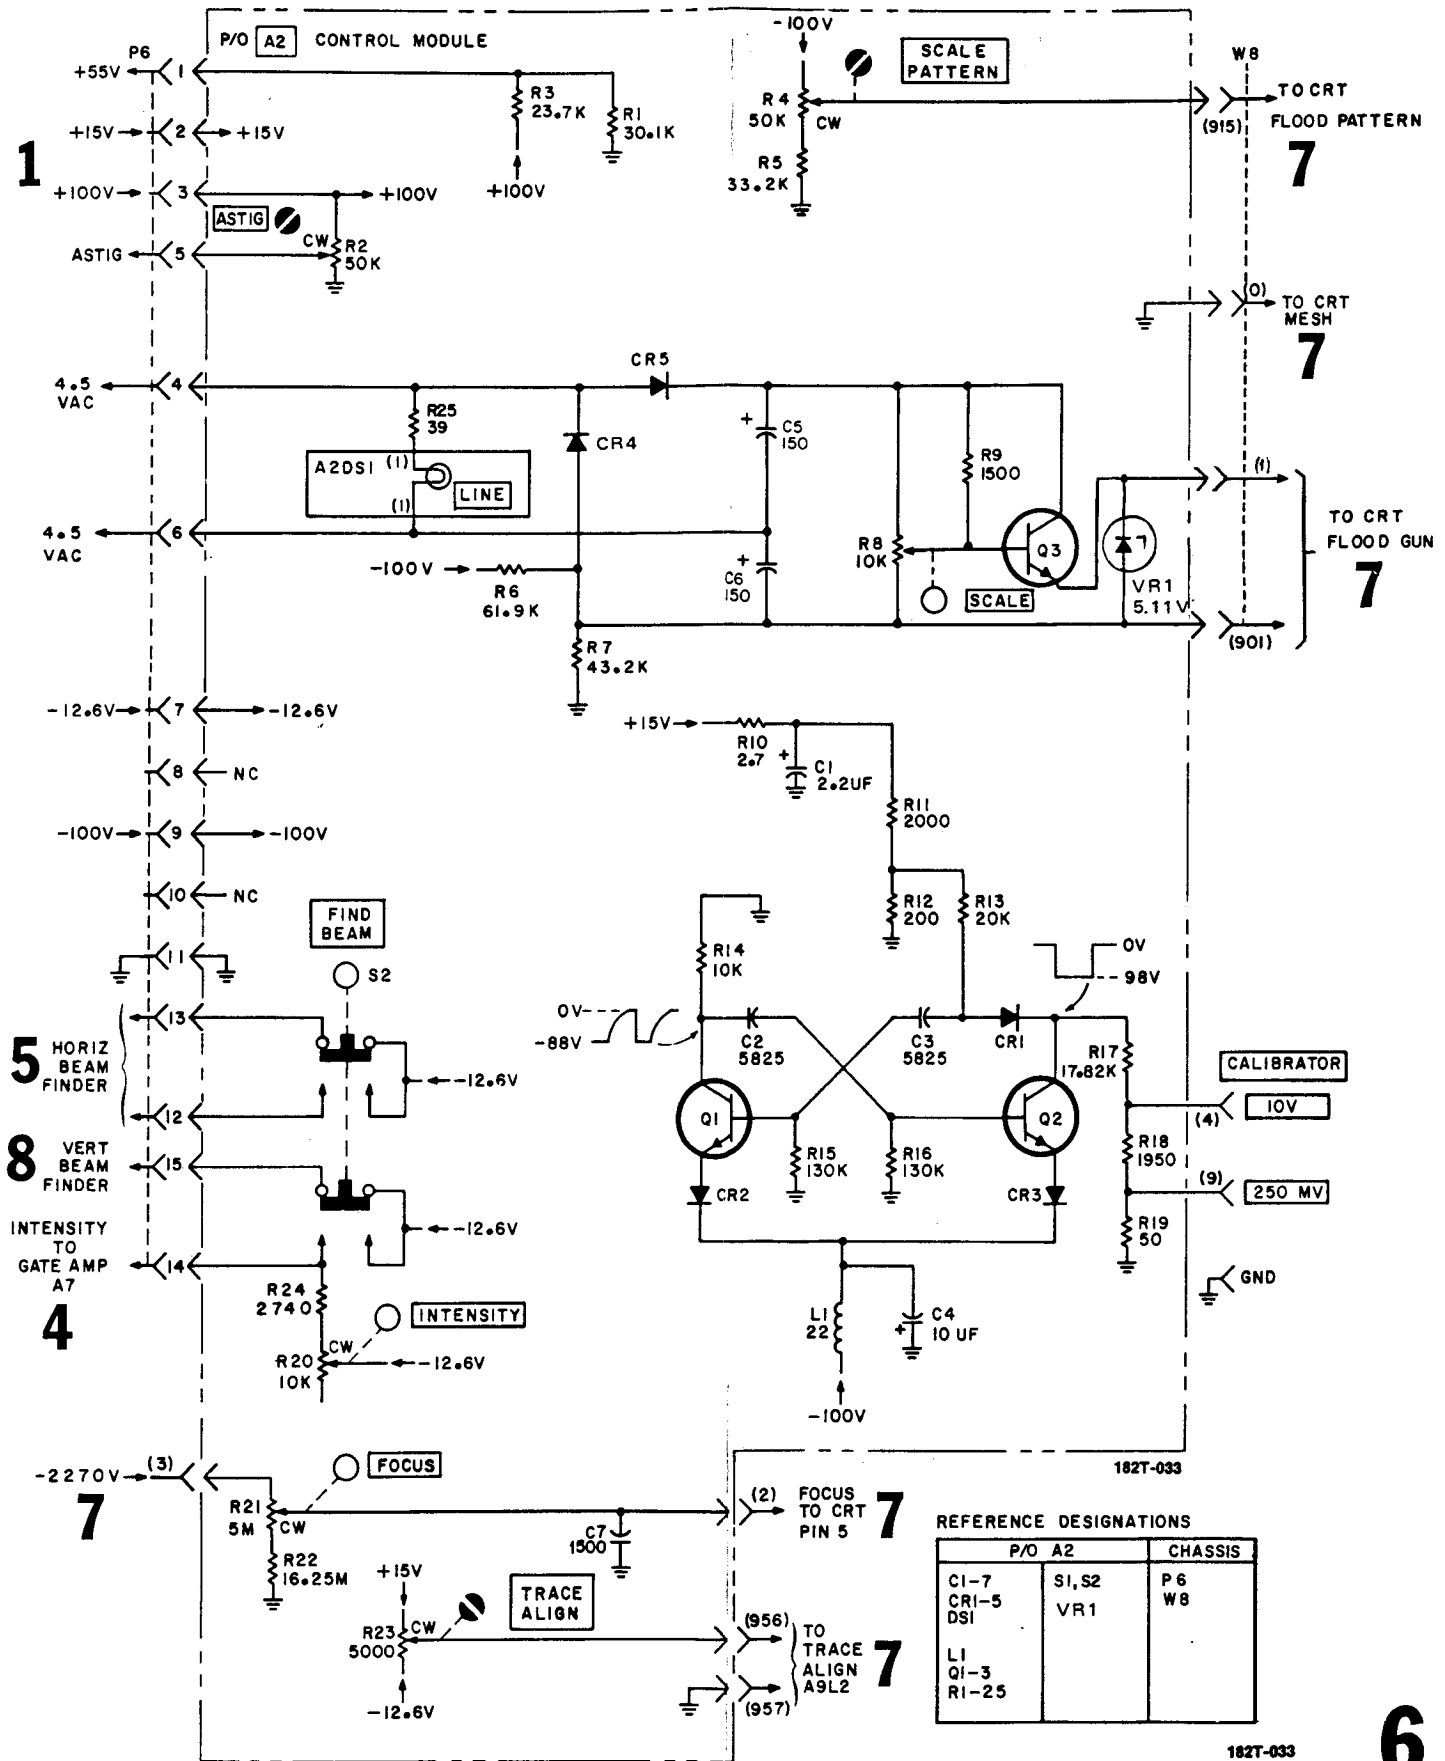 P/O A2 CONTROL MODULE
P6
+55V 1
+15V 2 +15V
1
+100V 3 +100V
ASTIG
ASTIG 5
CW R2
50K
R3
23.7K
+100V
R1
30.1K
-100V
SCALE
PATTERN
R4
50K CW
R5
33.2K
W8
(915)
TO CRT
FLOOD PATTERN
7
(0)
TO CRT
MESH
7
4.5
VAC
4
R25
39
A2DS1
(1)
(1)
LINE
4.5
VAC
6
CR5
CR4
-100V
R6
61.9K
R7
43.2K
+ C5
150
+
C6
150
R8
10K
R9
1500
SCALE
Q3
VR1
5.11V
(1)
(901)
TO CRT
FLOOD GUN
7
-12.6V 7 -12.6V
8 NC
-100V 9 -100V
10 NC
11
FIND
BEAM
S2
5
HORIZ
BEAM
FINDER
13
12
-12.6V
8
VERT
BEAM
FINDER
15
-12.6V
INTENSITY
TO
GATE AMP
A7
14
4
R24
2740
INTENSITY
CW
R20
10K
-12.6V
+15V
R10
2.7
+
C1
2.2UF
R11
2000
R12
200
R13
20K
R14
10K
0V
-88V
0V
-98V
C2
5825
C3
5825
CR1
Q1
Q2
R15
130K
R16
130K
CR2
CR3
R17
17.82K
CALIBRATOR
(4) 10V
R18
1950
(9) 250 MV
R19
50
GND
L1
22
+
C4
10 UF
-100V
-2270V (3)
7
FOCUS
R21
5M CW
R22
16.25M
C7
1500
(2)
FOCUS
TO CRT
PIN 5
7
+15V
CW
R23
5000
-12.6V
TRACE
ALIGN
(956)
(957)
TO
TRACE
ALIGN
A9L2
7
182T-033
REFERENCE DESIGNATIONS
P/O A2 CHASSIS
C1-7 S1,S2 P6
CR1-5 VR1 W8
DS1
L1
Q1-3
R1-25
182T-033
6